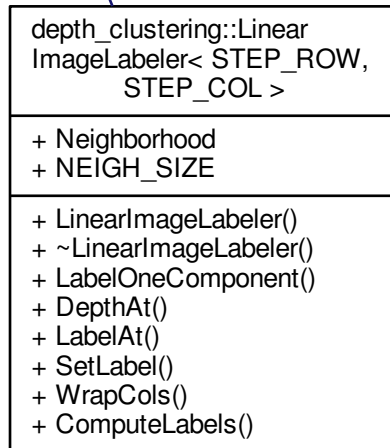 depth_clustering::Linear
ImageLabeler< STEP_ROW,
STEP_COL >
+ Neighborhood
+ NEIGH_SIZE
+ LinearImageLabeler()
+ ~LinearImageLabeler()
+ LabelOneComponent()
+ DepthAt()
+ LabelAt()
+ SetLabel()
+ WrapCols()
+ ComputeLabels()